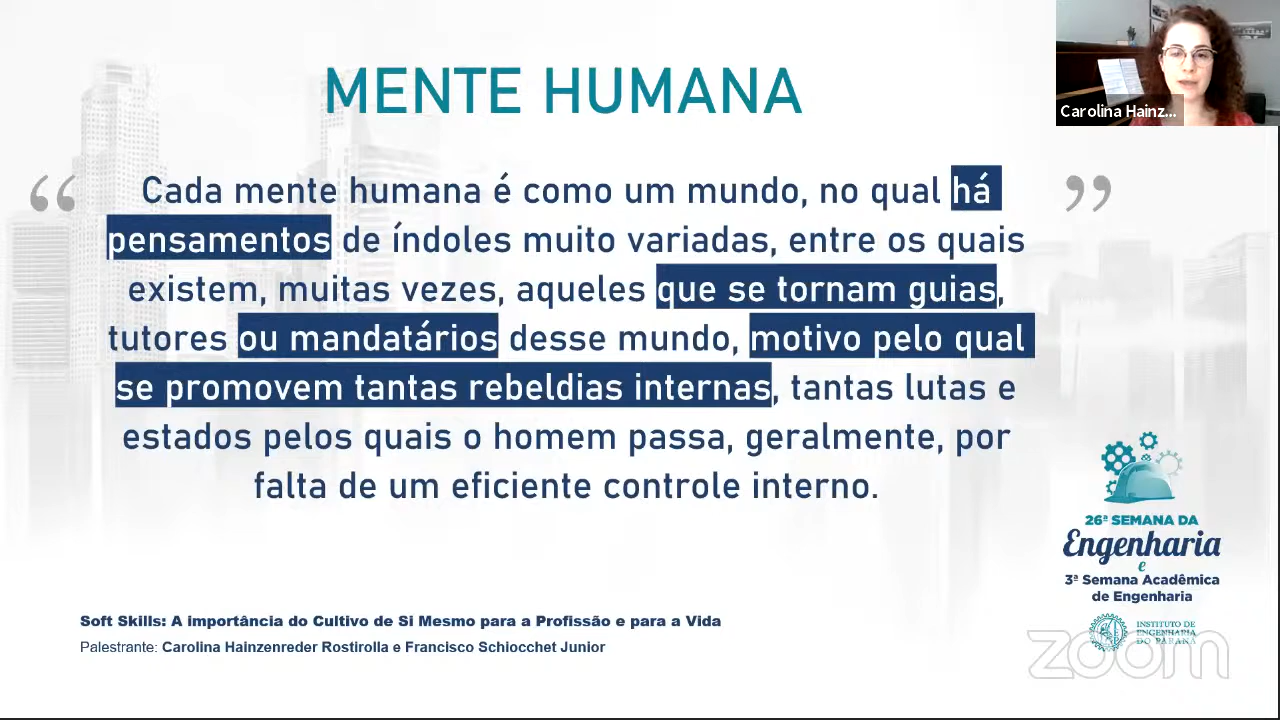 MENTE HUMANA
Carolina Hainz...
“ Cada mente humana é como um mundo, no qual há ”
pensamentos de índoles muito variadas, entre os quais
existem, muitas vezes, aqueles que se tornam guias,
tutores ou mandatários desse mundo, motivo pelo qual
se promovem tantas rebeldias internas, tantas lutas e
estados pelos quais o homem passa, geralmente, por
falta de um eficiente controle interno.
26ª SEMANA DA
Engenharia
e
3ª Semana Acadêmica
de Engenharia
INSTITUTO DE
ENGENHARIA
DO PARANÁ
Soft Skills: A importância do Cultivo de Si Mesmo para a Profissão e para a Vida
Palestrante: Carolina Hainzenreder Rostirolla e Francisco Schiocchet Junior
zoom